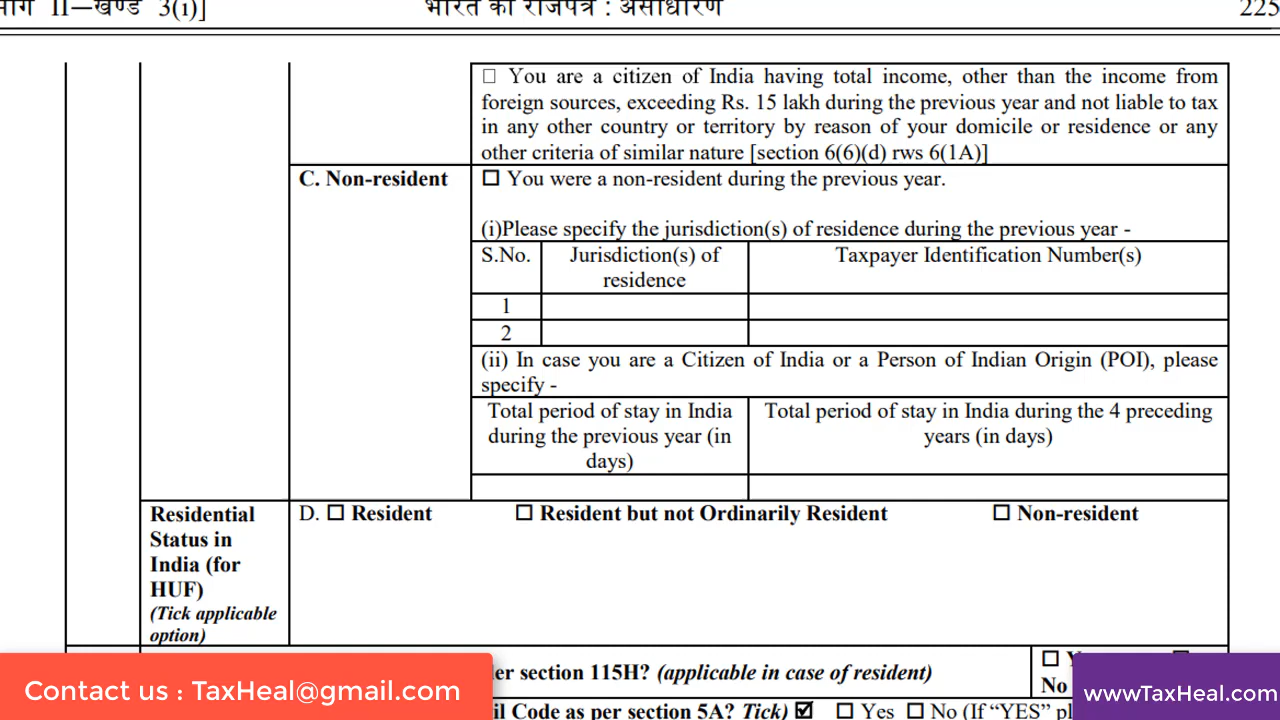 भाग II—खण्ड 3(i)] भारत का राजपत्र : असाधारण 225
☐ You are a citizen of India having total income, other than the income from
foreign sources, exceeding Rs. 15 lakh during the previous year and not liable to tax
in any other country or territory by reason of your domicile or residence or any
other criteria of similar nature [section 6(6)(d) rws 6(1A)]
C. Non-resident ☐ You were a non-resident during the previous year.
(i)Please specify the jurisdiction(s) of residence during the previous year -
S.No. Jurisdiction(s) of Taxpayer Identification Number(s)
residence
1
2
(ii) In case you are a Citizen of India or a Person of Indian Origin (POI), please
specify -
Total period of stay in India Total period of stay in India during the 4 preceding
during the previous year (in years (in days)
days)
Residential D. ☐ Resident ☐ Resident but not Ordinarily Resident ☐ Non-resident
Status in
India (for
HUF)
(Tick applicable
option)
section 115H? (applicable in case of resident) ☐
No
Code as per section 5A? Tick) ☑ ☐ Yes ☐ No (If “YES”
Contact us : TaxHeal@gmail.com
www.TaxHeal.com